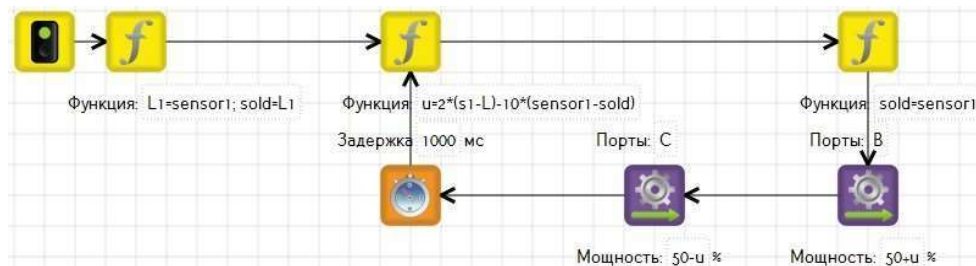 Функция: L1=sensor1; sold=L1
Функция: u=2*(s1-L)-10*(sensor1-sold)
Функция: sold=sensor1
Задержка 1000 мс
Порты: C
Порты: B
Мощность: 50-u %
Мощность: 50+u %